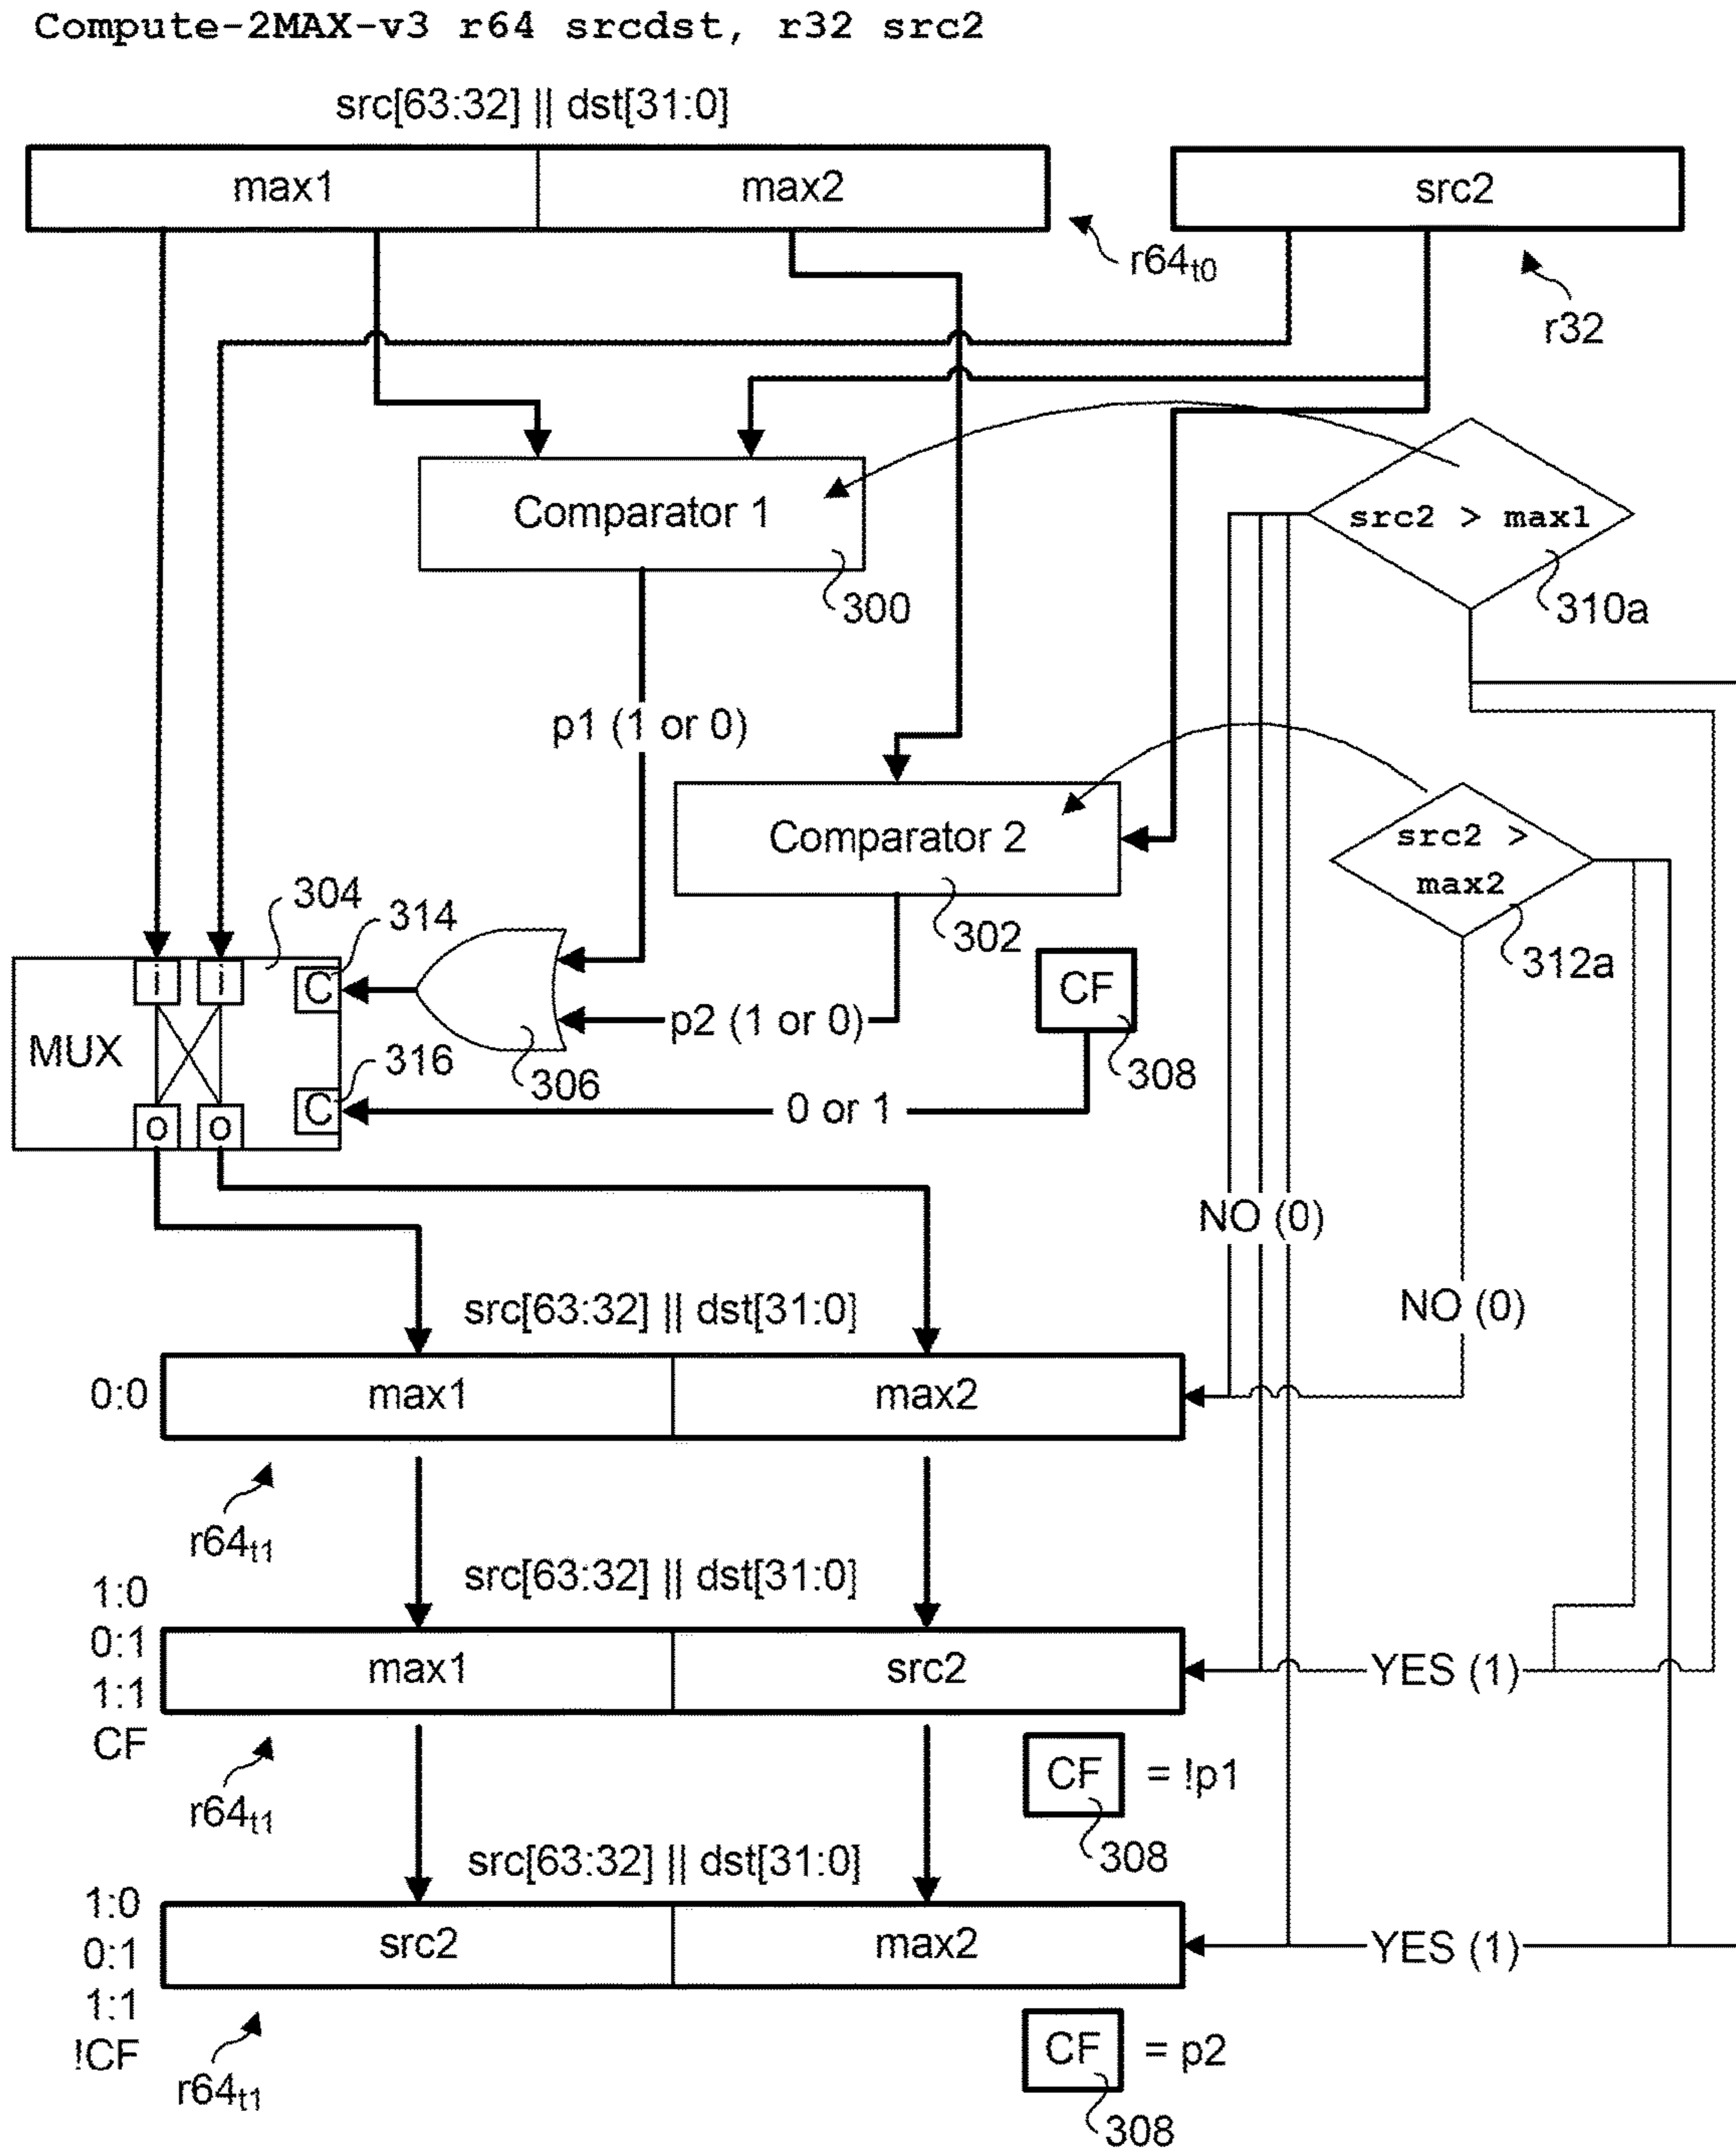 Compute-2MAX-v3 r64 srcdst, r32 src2
src[63:32] || dst[31:0]
max1
max2
src2
r64t0
r32
Comparator 1
300
src2 > max1
310a
p1 (1 or 0)
Comparator 2
302
src2 >
max2
312a
304
314
I
I
C
MUX
306
p2 (1 or 0)
CF
308
316
O
O
C
0 or 1
NO (0)
NO (0)
src[63:32] || dst[31:0]
0:0
max1
max2
r64t1
src[63:32] || dst[31:0]
1:0
0:1
1:1
CF
max1
src2
YES (1)
r64t1
CF = !p1
308
src[63:32] || dst[31:0]
1:0
0:1
1:1
!CF
src2
max2
YES (1)
r64t1
CF = p2
308